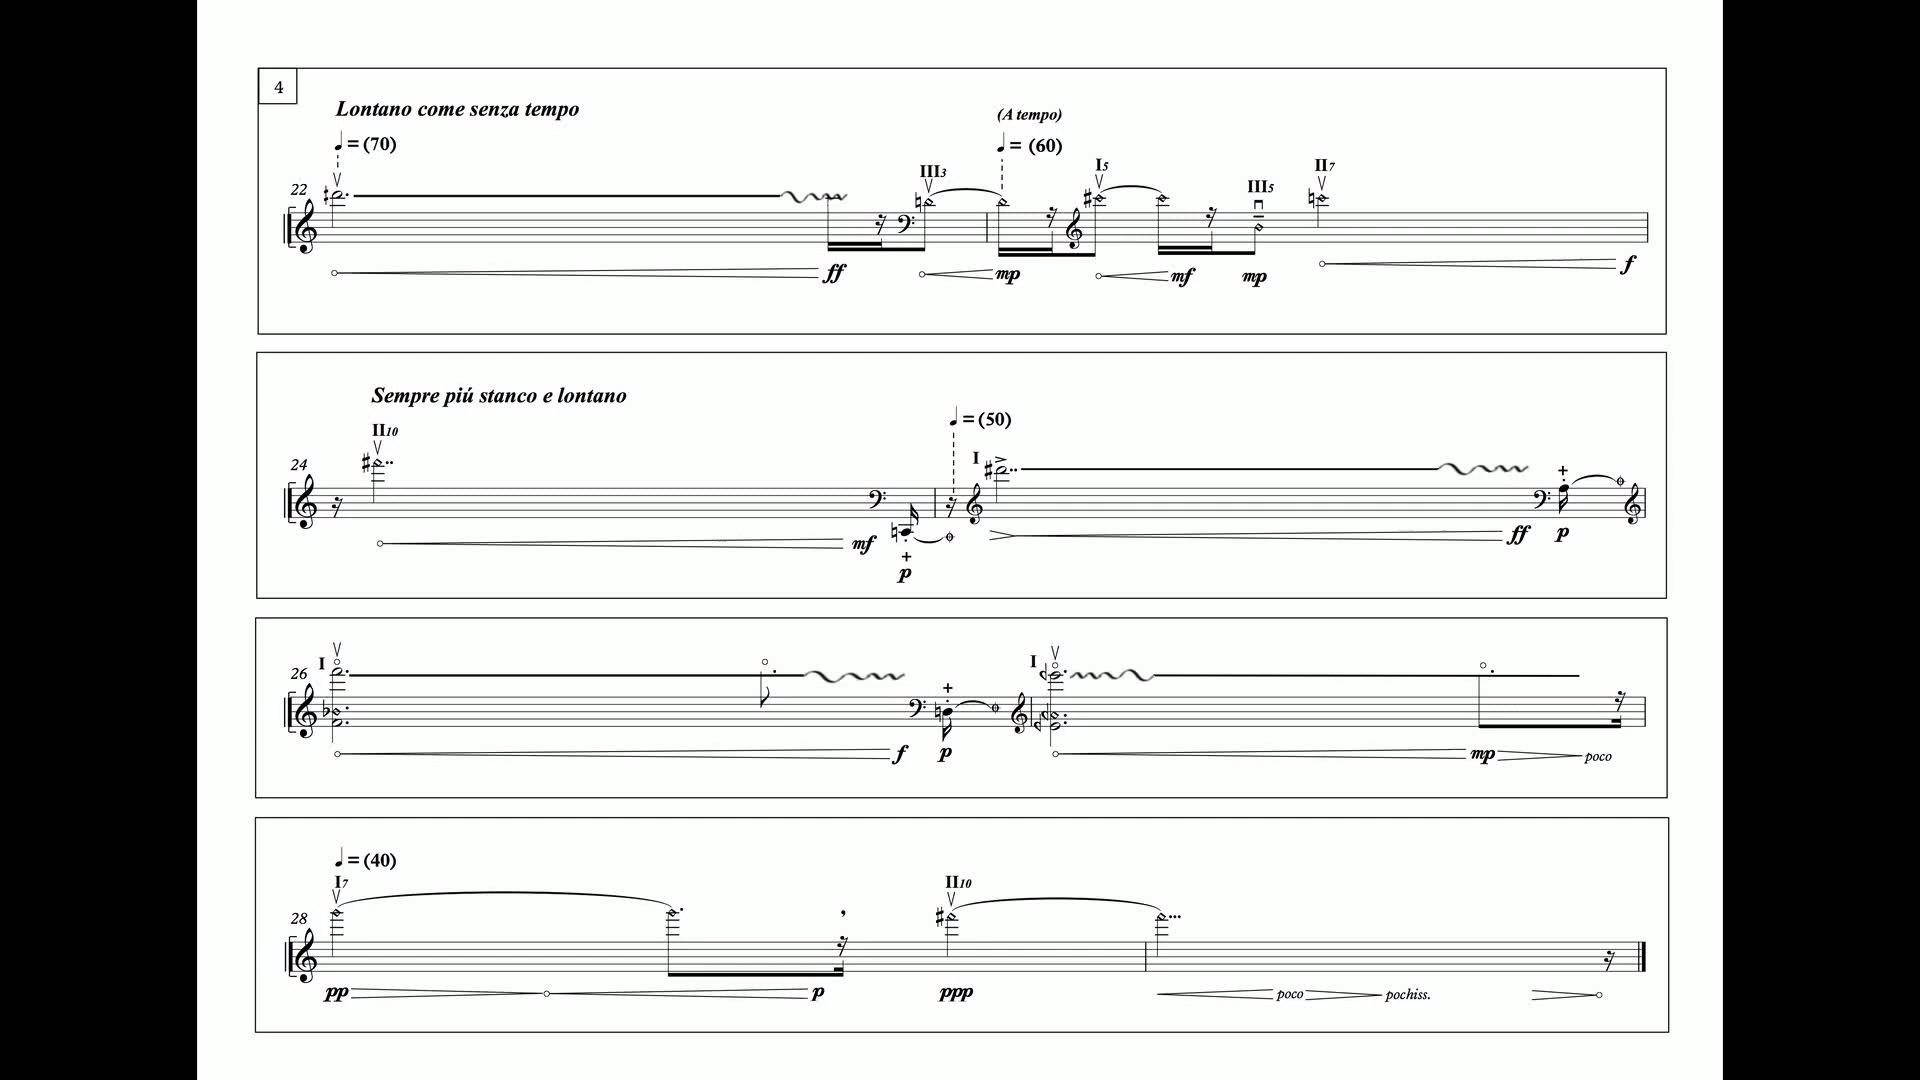 4
Lontano come senza tempo
(A tempo)
= (70)
= (60)
III3
I5
III5
II7
22
ff
mp
mf
mp
f
Sempre piú stanco e lontano
= (50)
II10
I
24
mf
p
ff
p
I
I
26
f
p
mp
poco
= (40)
I7
II10
28
pp
p
ppp
poco
pochiss.